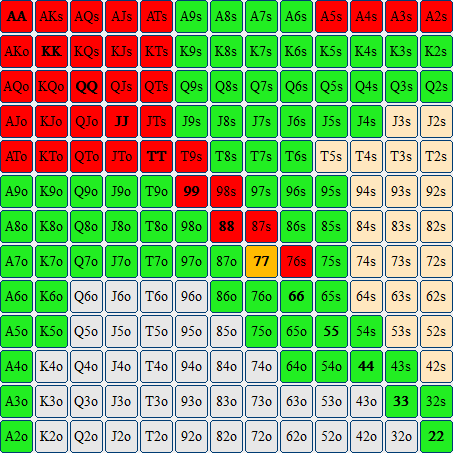 AA AKs AQs AJs ATs A9s A8s A7s A6s A5s A4s A3s A2s
AKo KK KQs KJs KTs K9s K8s K7s K6s K5s K4s K3s K2s
AQo KQo QQ QJs QTs Q9s Q8s Q7s Q6s Q5s Q4s Q3s Q2s
AJo KJo QJo JJ JTs J9s J8s J7s J6s J5s J4s J3s J2s
ATo KTo QTo JTo TT T9s T8s T7s T6s T5s T4s T3s T2s
A9o K9o Q9o J9o T9o 99 98s 97s 96s 95s 94s 93s 92s
A8o K8o Q8o J8o T8o 98o 88 87s 86s 85s 84s 83s 82s
A7o K7o Q7o J7o T7o 97o 87o 77 76s 75s 74s 73s 72s
A6o K6o Q6o J6o T6o 96o 86o 76o 66 65s 64s 63s 62s
A5o K5o Q5o J5o T5o 95o 85o 75o 65o 55 54s 53s 52s
A4o K4o Q4o J4o T4o 94o 84o 74o 64o 54o 44 43s 42s
A3o K3o Q3o J3o T3o 93o 83o 73o 63o 53o 43o 33 32s
A2o K2o Q2o J2o T2o 92o 82o 72o 62o 52o 42o 32o 22